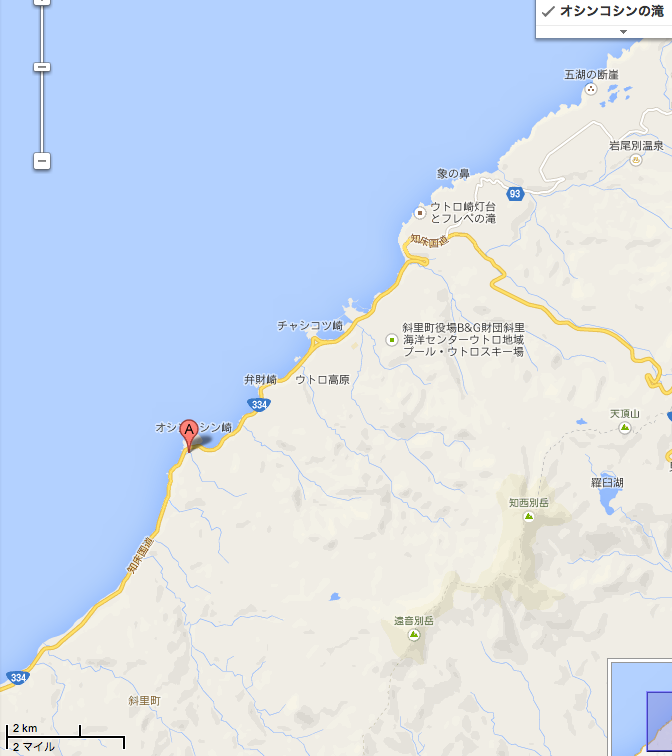 オシンコシンの滝
五湖の断崖
岩尾別温泉
象の鼻
93
ウトロ崎灯台
とフレペの滝
知床国道
チャシコツ崎
斜里町役場B&G財団斜里
海洋センターウトロ地域
プール・ウトロスキー場
弁財崎
ウトロ高原
334
天頂山
オシ
シン崎
A
羅臼湖
知西別岳
知床国道
遠音別岳
334
斜里町
2 km
2 マイル